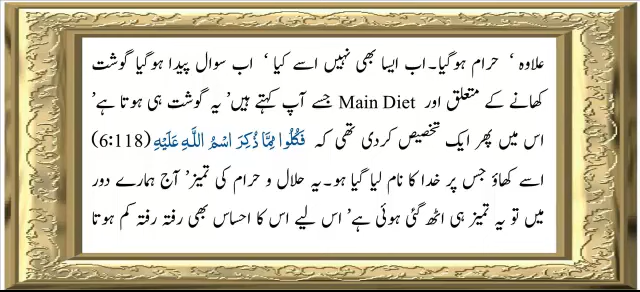 علاوہ ‘ حرام ہوگیا۔ اب ایسا بھی نہیں اسے کیا ‘ اب سوال پیدا ہوگیا گوشت
کھانے کے متعلق اور Main Diet جسے آپ کہتے ہیں’ یہ گوشت ہی ہوتا ہے’
اس میں پھر ایک تخصیص کردی تھی کہ فَكُلُوا مِمَّا ذُكِرَ اسْمُ اللَّـهِ عَلَيْهِ (6:118)
اسے کھاؤ جس پر خدا کا نام لیا گیا ہو۔ یہ حلال و حرام کی تمیز’ آج ہمارے دور
میں تو یہ تمیز ہی اٹھ گئی ہوئی ہے’ اس لیے اس کا احساس بھی رفتہ رفتہ کم ہوتا